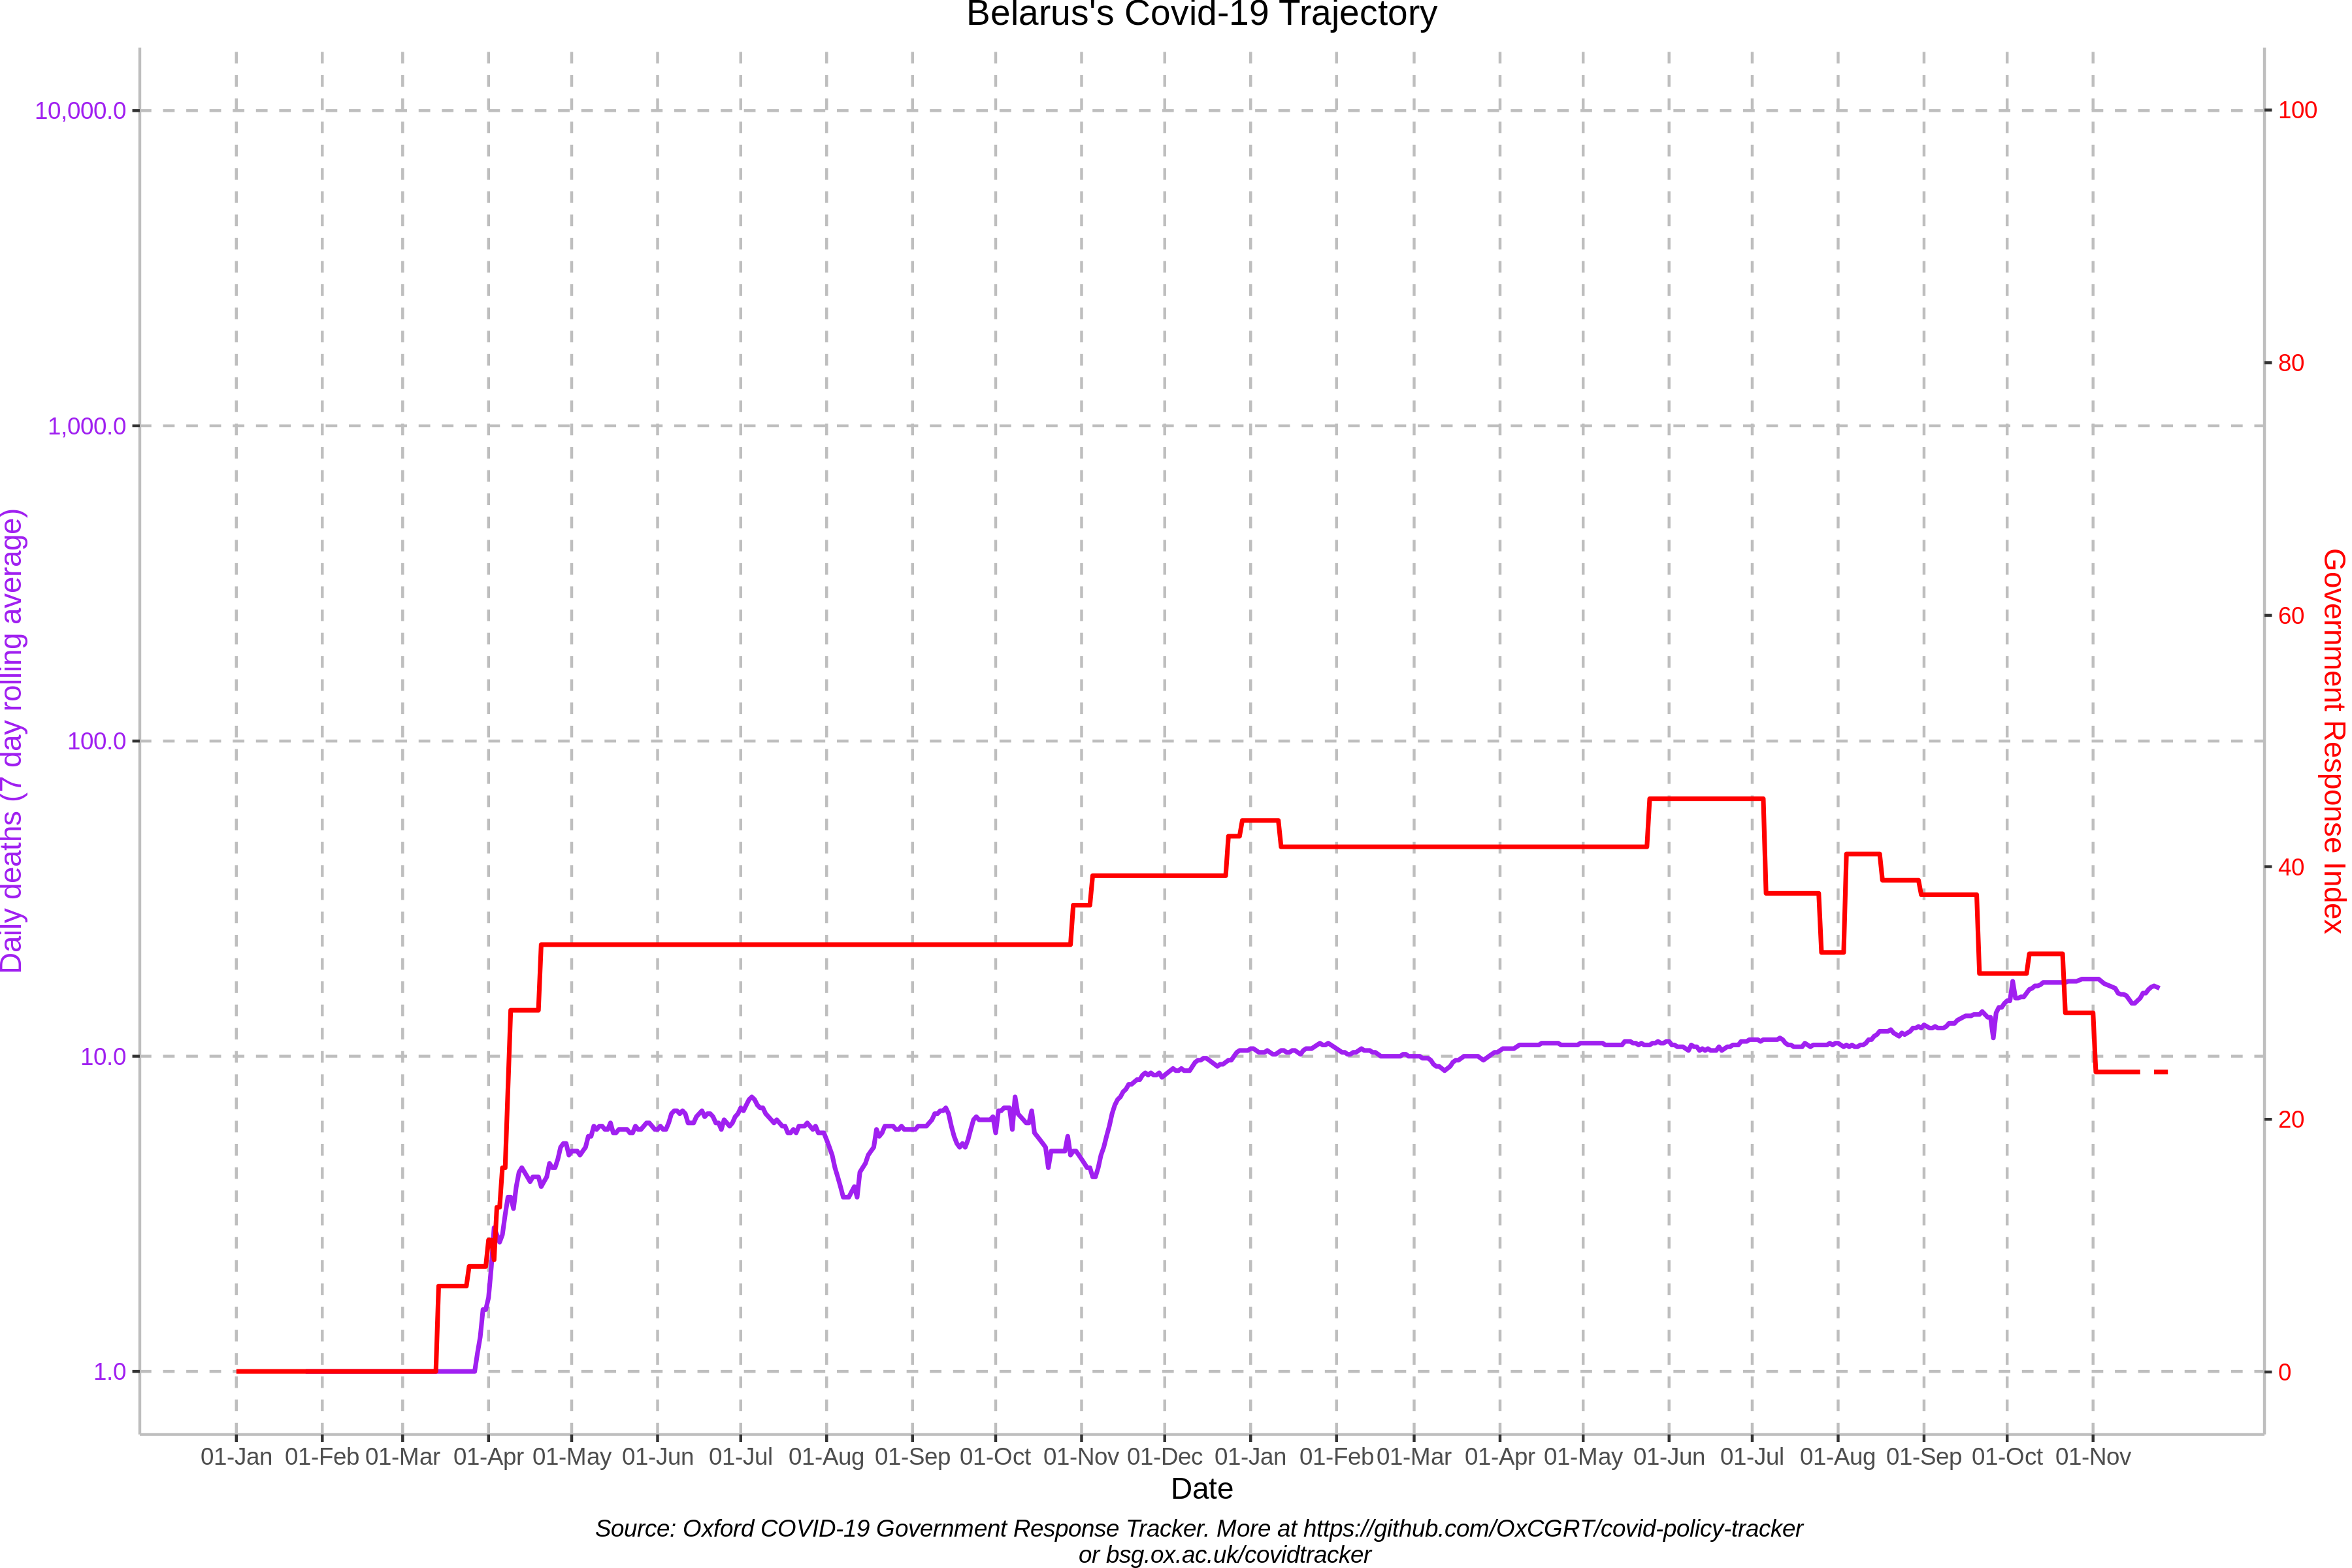 Belarus's Covid-19 Trajectory
10,000.0
1,000.0
100.0
10.0
1.0
Daily deaths (7 day rolling average)
100
80
60
40
20
0
Government Response Index
01-Jan 01-Feb 01-Mar 01-Apr 01-May 01-Jun 01-Jul 01-Aug 01-Sep 01-Oct 01-Nov 01-Dec 01-Jan 01-Feb 01-Mar 01-Apr 01-May 01-Jun 01-Jul 01-Aug 01-Sep 01-Oct 01-Nov
Date
Source: Oxford COVID-19 Government Response Tracker. More at https://github.com/OxCGRT/covid-policy-tracker
or bsg.ox.ac.uk/covidtracker